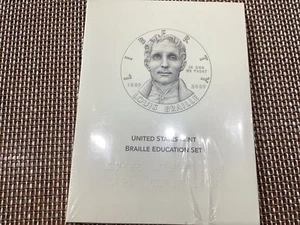 LIBERTY
IN GOD
WE TRUST
1809 2009
LOUIS BRAILLE
UNITED STATES MINT
BRAILLE EDUCATION SET